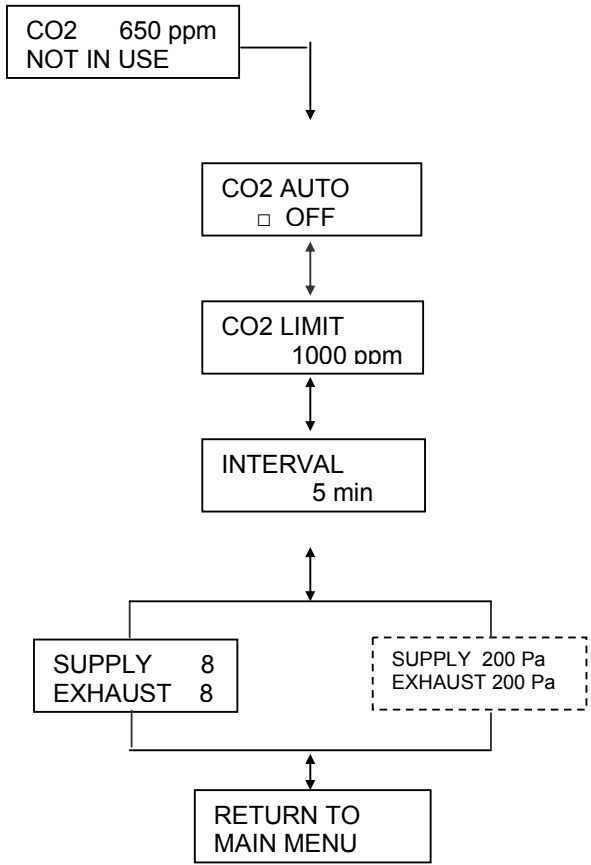 CO2 650 ppm
NOT IN USE
CO2 AUTO
□ OFF
CO2 LIMIT
1000 ppm
INTERVAL
5 min
SUPPLY 8
EXHAUST 8
SUPPLY 200 Pa
EXHAUST 200 Pa
RETURN TO
MAIN MENU